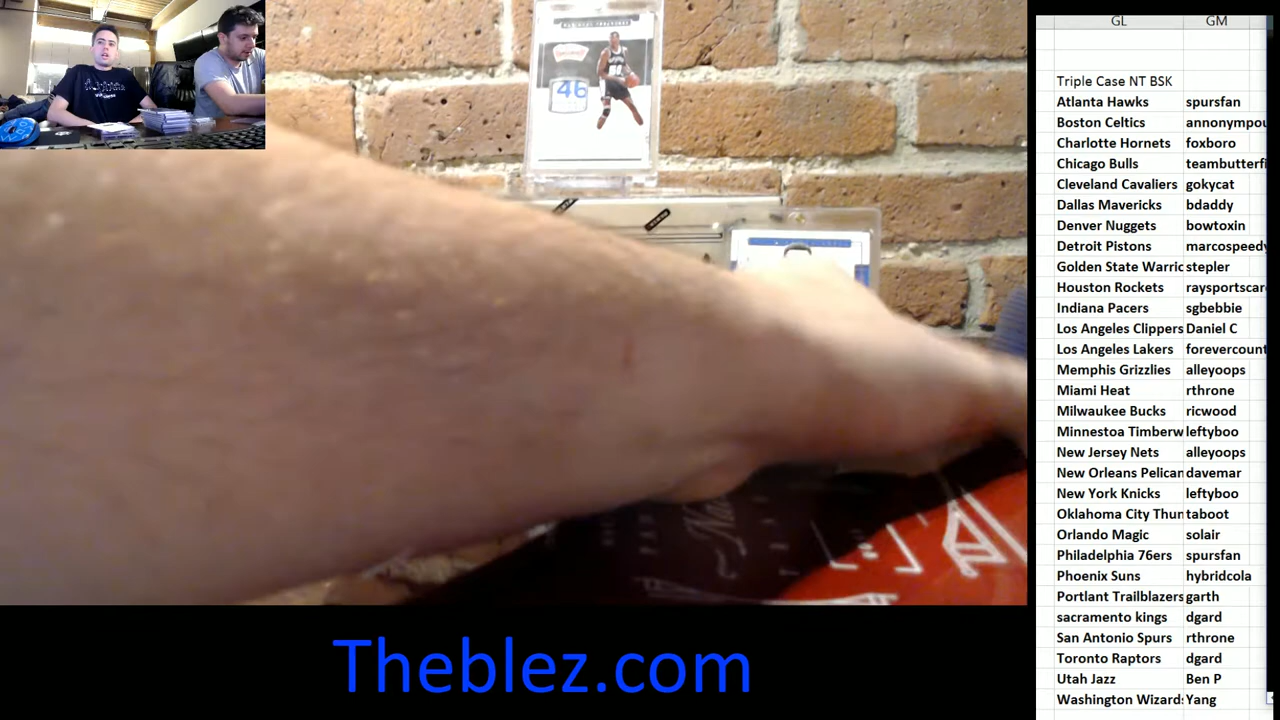 GL GM
Triple Case NT BSK
Atlanta Hawks spursfan
Boston Celtics annonympou
Charlotte Hornets foxboro
Chicago Bulls teambutterfi
Cleveland Cavaliers gokycat
Dallas Mavericks bdaddy
Denver Nuggets bowtoxin
Detroit Pistons marcospeedy
Golden State Warric stepler
Houston Rockets raysportscar
Indiana Pacers sgbebbie
Los Angeles Clippers Daniel C
Los Angeles Lakers forevercount
Memphis Grizzlies alleyoops
Miami Heat rthrone
Milwaukee Bucks ricwood
Minnestoa Timberw leftyboo
New Jersey Nets alleyoops
New Orleans Pelican davemar
New York Knicks leftyboo
Oklahoma City Thun taboot
Orlando Magic solair
Philadelphia 76ers spursfan
Phoenix Suns hybridcola
Portlant Trailblazers garth
sacramento kings dgard
San Antonio Spurs rthrone
Toronto Raptors dgard
Utah Jazz Ben P
Washington Wizards Yang
46
Theblez.com